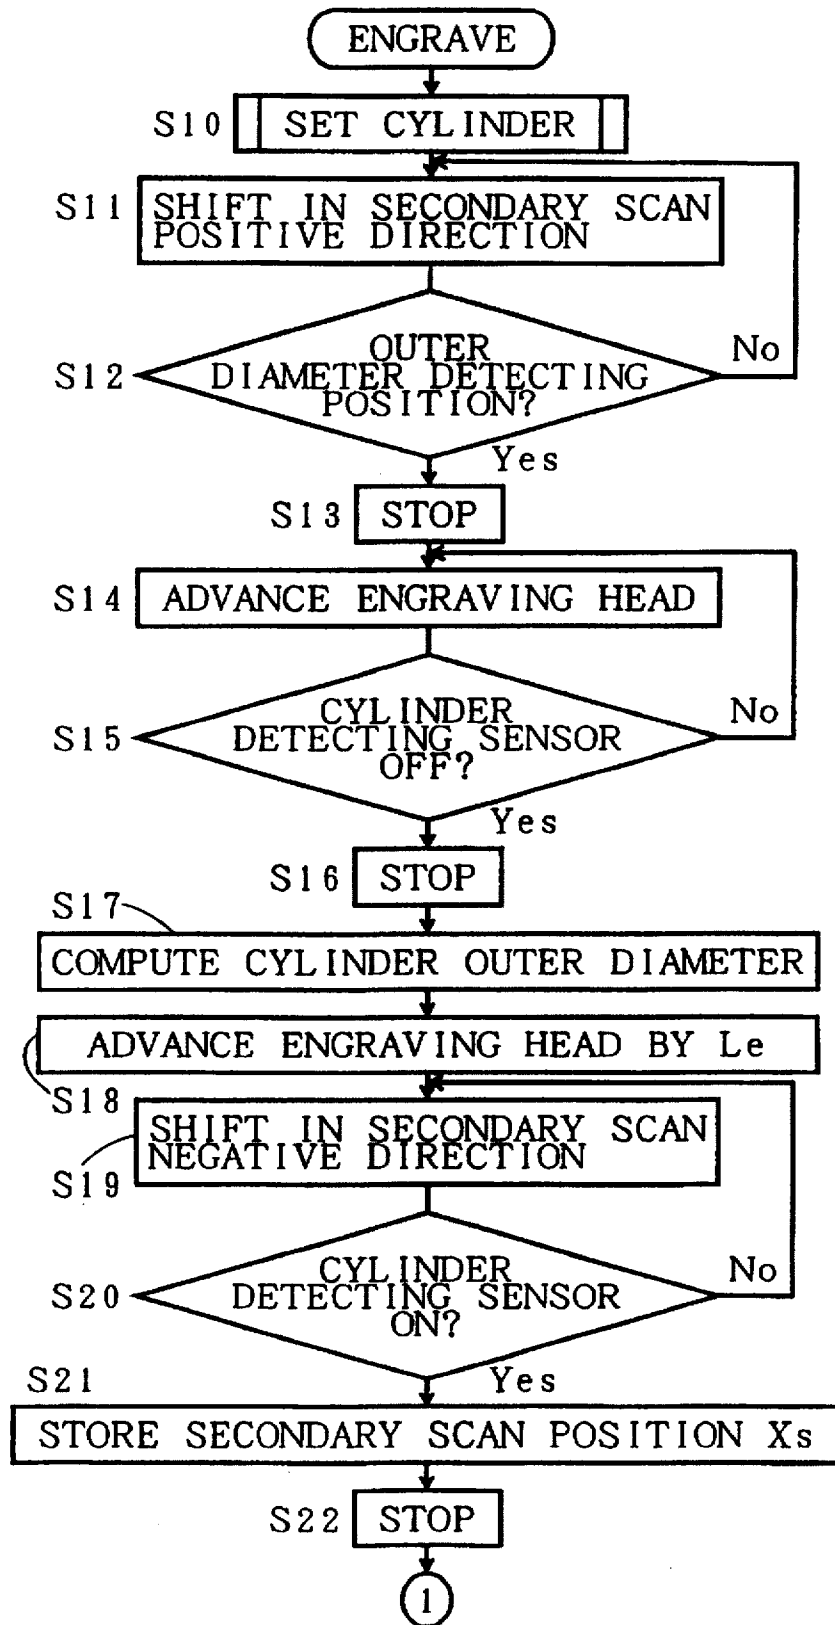 ENGRAVE
S10 SET CYLINDER
S11 SHIFT IN SECONDARY SCAN
POSITIVE DIRECTION
S12 OUTER
DIAMETER DETECTING
POSITION?
No
Yes
S13 STOP
S14 ADVANCE ENGRAVING HEAD
S15 CYLINDER
DETECTING SENSOR
OFF?
No
Yes
S16 STOP
S17
COMPUTE CYLINDER OUTER DIAMETER
ADVANCE ENGRAVING HEAD BY Le
S18
SHIFT IN SECONDARY SCAN
NEGATIVE DIRECTION
S19
S20 CYLINDER
DETECTING SENSOR
ON?
No
Yes
S21
STORE SECONDARY SCAN POSITION Xs
S22 STOP
1